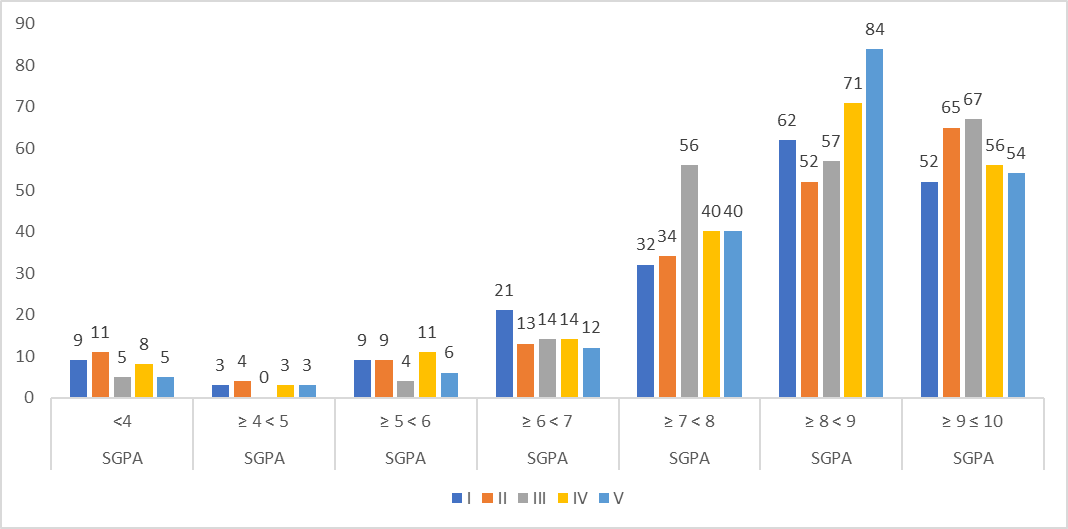 90
80
70
60
50
40
30
20
10
0
9 11 5 8 5
3 4 0 3 3
9 9 4 11 6
21 13 14 14 12
32 34 56 40 40
62 52 57 71 84
52 65 67 56 54
<4 ≥ 4 < 5 ≥ 5 < 6 ≥ 6 < 7 ≥ 7 < 8 ≥ 8 < 9 ≥ 9 ≤ 10
SGPA SGPA SGPA SGPA SGPA SGPA SGPA
I II III IV V